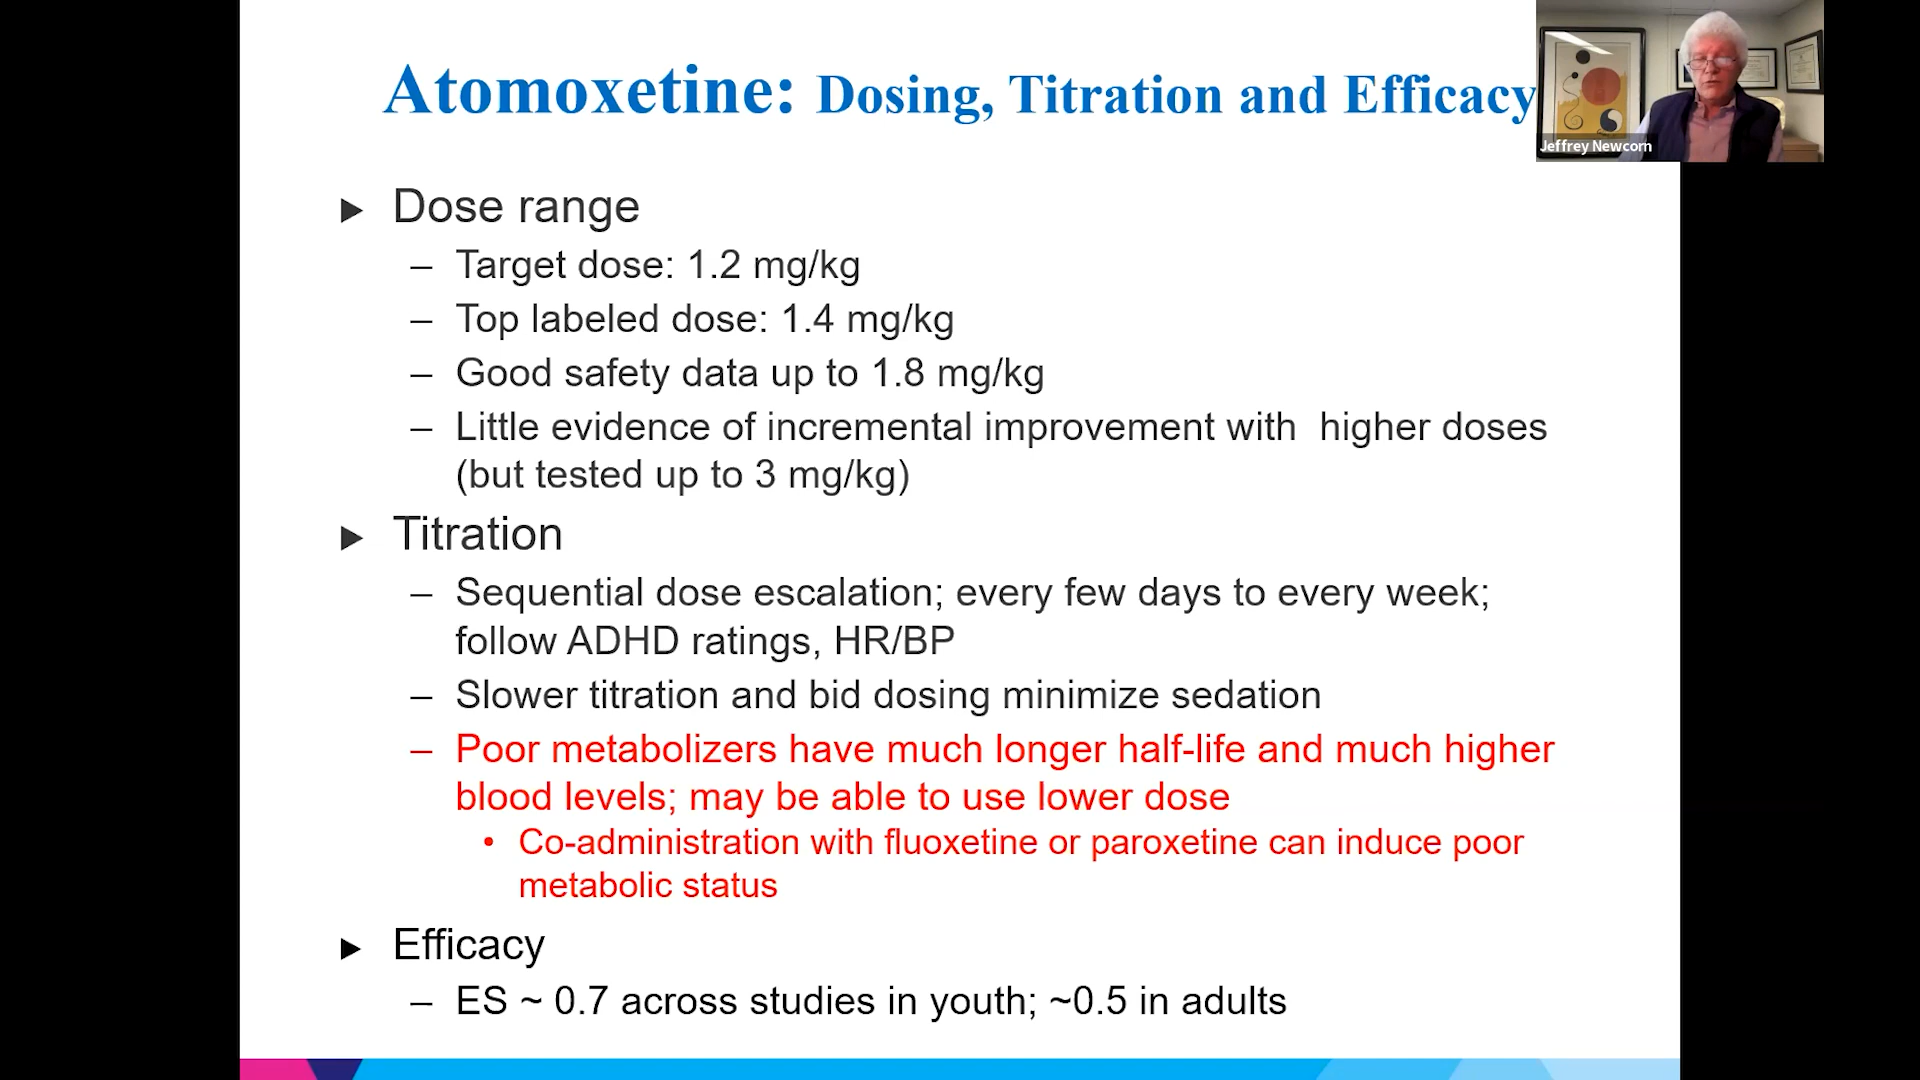 Atomoxetine: Dosing, Titration and Efficacy
Jeffrey Newcorn
► Dose range
– Target dose: 1.2 mg/kg
– Top labeled dose: 1.4 mg/kg
– Good safety data up to 1.8 mg/kg
– Little evidence of incremental improvement with higher doses
(but tested up to 3 mg/kg)
► Titration
– Sequential dose escalation; every few days to every week;
follow ADHD ratings, HR/BP
– Slower titration and bid dosing minimize sedation
– Poor metabolizers have much longer half-life and much higher
blood levels; may be able to use lower dose
• Co-administration with fluoxetine or paroxetine can induce poor
metabolic status
► Efficacy
– ES ~ 0.7 across studies in youth; ~0.5 in adults